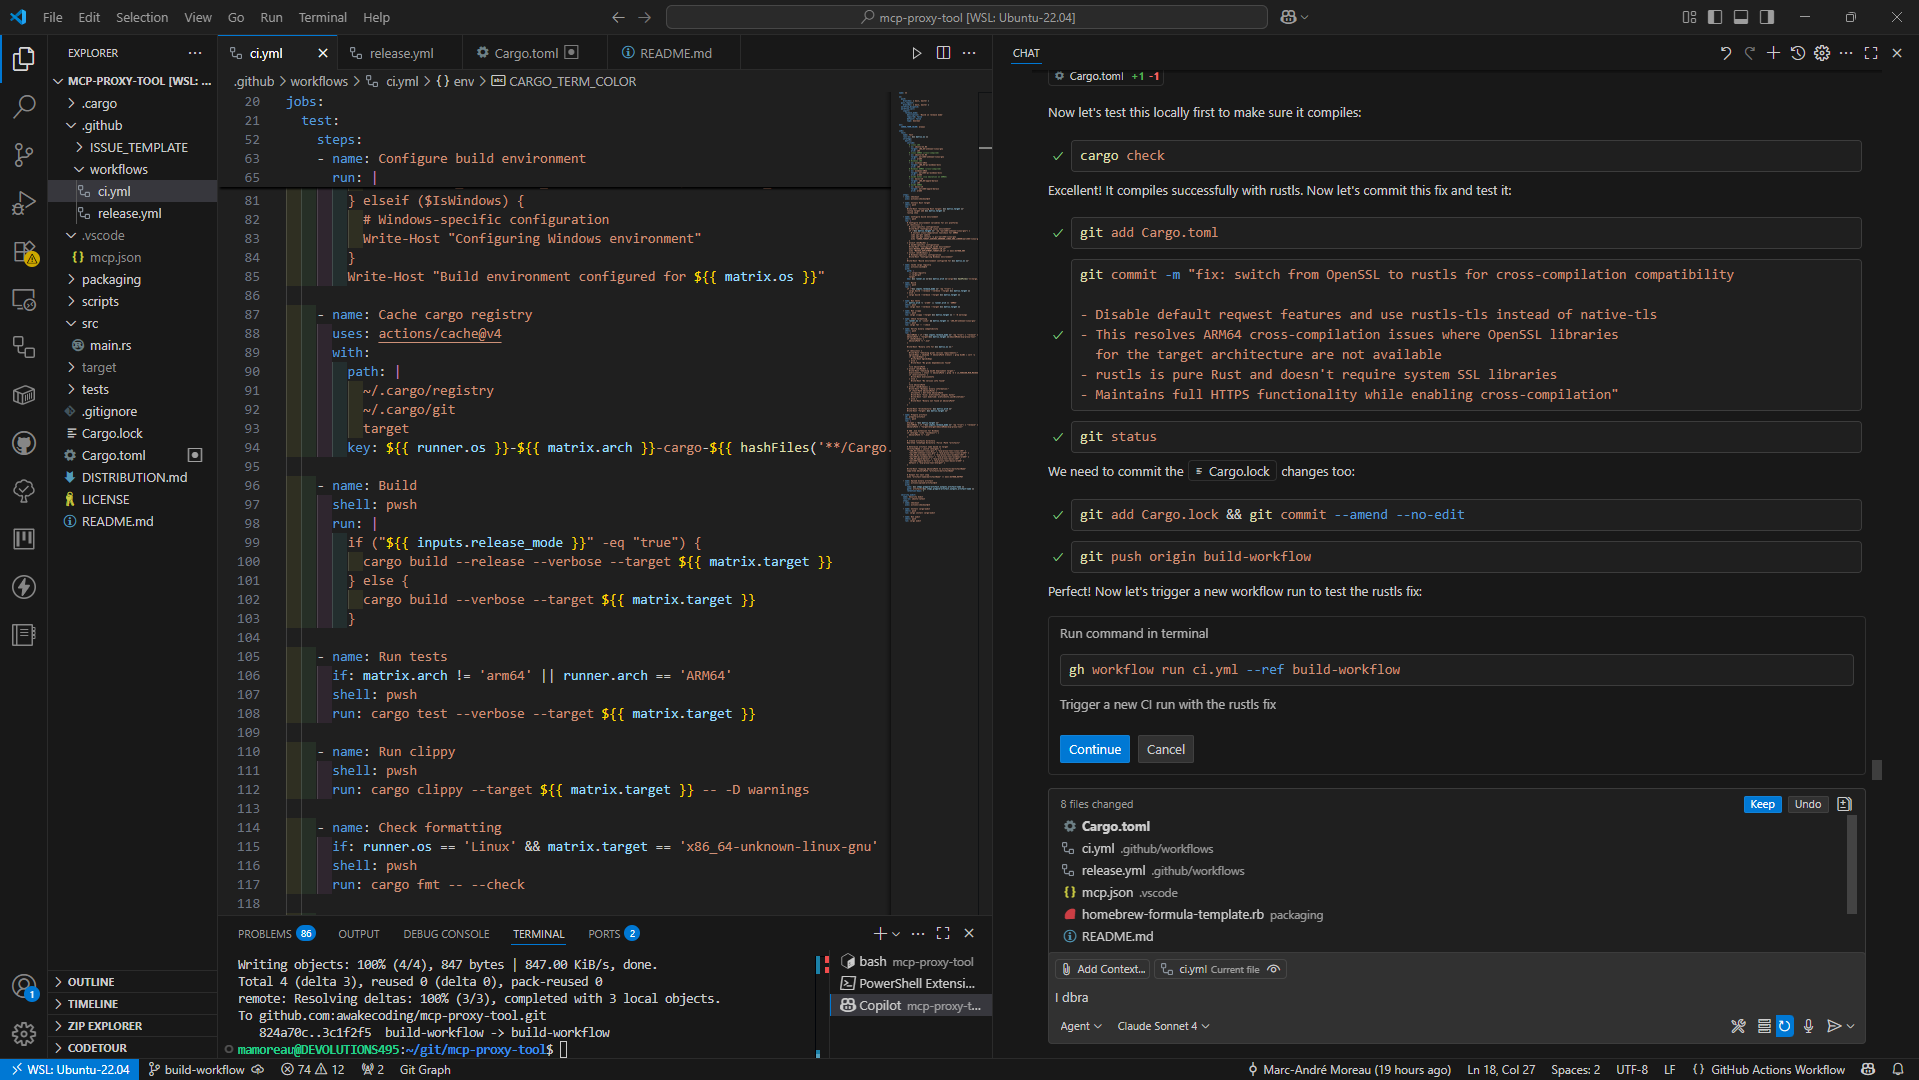 File Edit Selection View Go Run Terminal Help
mcp-proxy-tool [WSL: Ubuntu-22.04]
EXPLORER
MCP-PROXY-TOOL [WSL: ...
.cargo
.github
ISSUE_TEMPLATE
workflows
ci.yml
release.yml
.vscode
mcp.json
packaging
scripts
src
main.rs
target
tests
.gitignore
Cargo.lock
Cargo.toml
DISTRIBUTION.md
LICENSE
README.md
OUTLINE
TIMELINE
ZIP EXPLORER
CODETOUR
1
ci.yml
release.yml
Cargo.toml
README.md
.github > workflows > ci.yml > {} env > CARGO_TERM_COLOR
20 jobs:
21 test:
52 steps:
63 - name: Configure build environment
65 run: |
81 } elseif ($IsWindows) {
82 # Windows-specific configuration
83 Write-Host "Configuring Windows environment"
84 }
85 Write-Host "Build environment configured for ${{ matrix.os }}"
86
87 - name: Cache cargo registry
88 uses: actions/cache@v4
89 with:
90 path: |
91 ~/.cargo/registry
92 ~/.cargo/git
93 target
94 key: ${{ runner.os }}-${{ matrix.arch }}-cargo-${{ hashFiles('**/Cargo.
95
96 - name: Build
97 shell: pwsh
98 run: |
99 if ("${{ inputs.release_mode }}" -eq "true") {
100 cargo build --release --verbose --target ${{ matrix.target }}
101 } else {
102 cargo build --verbose --target ${{ matrix.target }}
103 }
104
105 - name: Run tests
106 if: matrix.arch != 'arm64' || runner.arch == 'ARM64'
107 shell: pwsh
108 run: cargo test --verbose --target ${{ matrix.target }}
109
110 - name: Run clippy
111 shell: pwsh
112 run: cargo clippy --target ${{ matrix.target }} -- -D warnings
113
114 - name: Check formatting
115 if: runner.os == 'Linux' && matrix.target == 'x86_64-unknown-linux-gnu'
116 shell: pwsh
117 run: cargo fmt -- --check
118
PROBLEMS 86 OUTPUT DEBUG CONSOLE TERMINAL PORTS 2
Writing objects: 100% (4/4), 847 bytes | 847.00 KiB/s, done.
Total 4 (delta 3), reused 0 (delta 0), pack-reused 0
remote: Resolving deltas: 100% (3/3), completed with 3 local objects.
To github.com:awakecoding/mcp-proxy-tool.git
824a70c..3c1f2f5 build-workflow -> build-workflow
mamoreau@DEVOLUTIONS495:~/git/mcp-proxy-tool$
bash mcp-proxy-tool
PowerShell Extensi...
Copilot mcp-proxy-t...
CHAT
Cargo.toml +1 -1
Now let's test this locally first to make sure it compiles:
cargo check
Excellent! It compiles successfully with rustls. Now let's commit this fix and test it:
git add Cargo.toml
git commit -m "fix: switch from OpenSSL to rustls for cross-compilation compatibility
- Disable default reqwest features and use rustls-tls instead of native-tls
- This resolves ARM64 cross-compilation issues where OpenSSL libraries
for the target architecture are not available
- rustls is pure Rust and doesn't require system SSL libraries
- Maintains full HTTPS functionality while enabling cross-compilation"
git status
We need to commit the Cargo.lock changes too:
git add Cargo.lock && git commit --amend --no-edit
git push origin build-workflow
Perfect! Now let's trigger a new workflow run to test the rustls fix:
Run command in terminal
gh workflow run ci.yml --ref build-workflow
Trigger a new CI run with the rustls fix
Continue Cancel
8 files changed Keep Undo
Cargo.toml
ci.yml .github/workflows
release.yml .github/workflows
mcp.json .vscode
homebrew-formula-template.rb packaging
README.md
Add Context... ci.yml Current file
I dbra
Agent Claude Sonnet 4
WSL: Ubuntu-22.04 build-workflow 74 12 2 Git Graph Marc-André Moreau (19 hours ago) Ln 18, Col 27 Spaces: 2 UTF-8 LF {} GitHub Actions Workflow